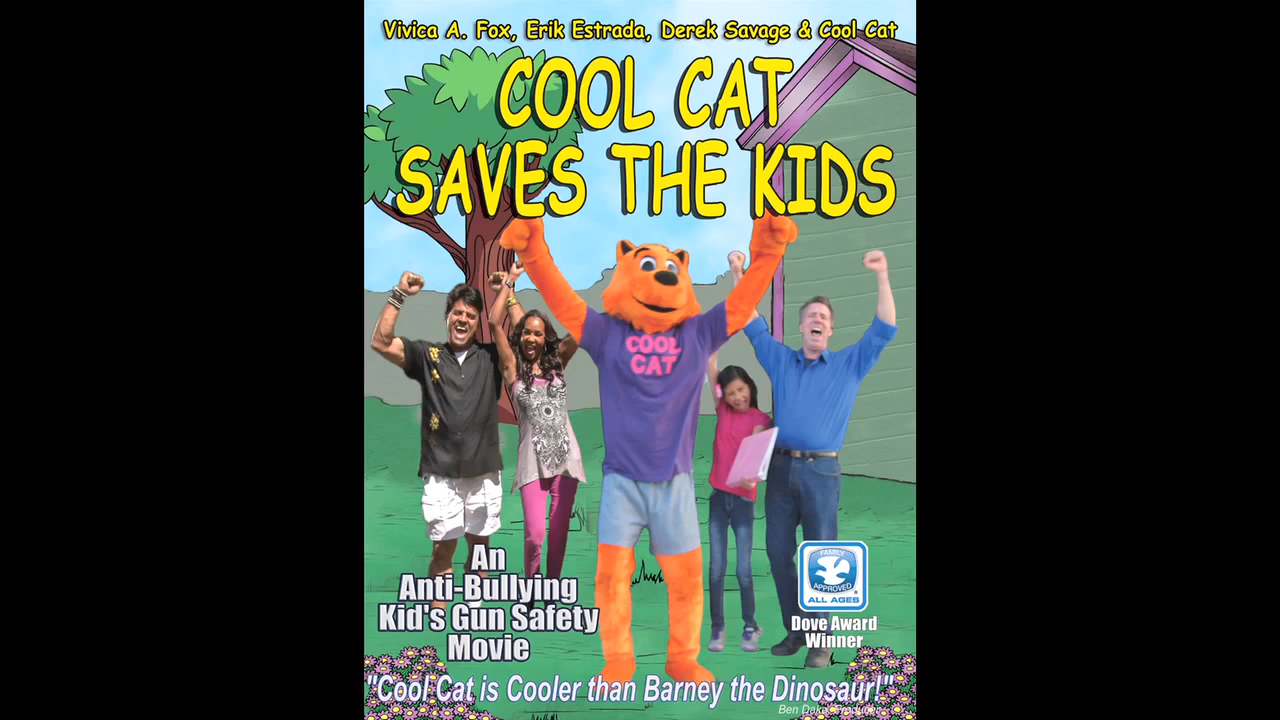 Vivica A. Fox, Erik Estrada, Derek Savage & Cool Cat
COOL CAT
SAVES THE KIDS
COOL
CAT
An
Anti-Bullying
Kid's Gun Safety
Movie
FAMILY
APPROVED
ALL AGES
Dove Award
Winner
"Cool Cat is Cooler than Barney the Dinosaur!"
Ben